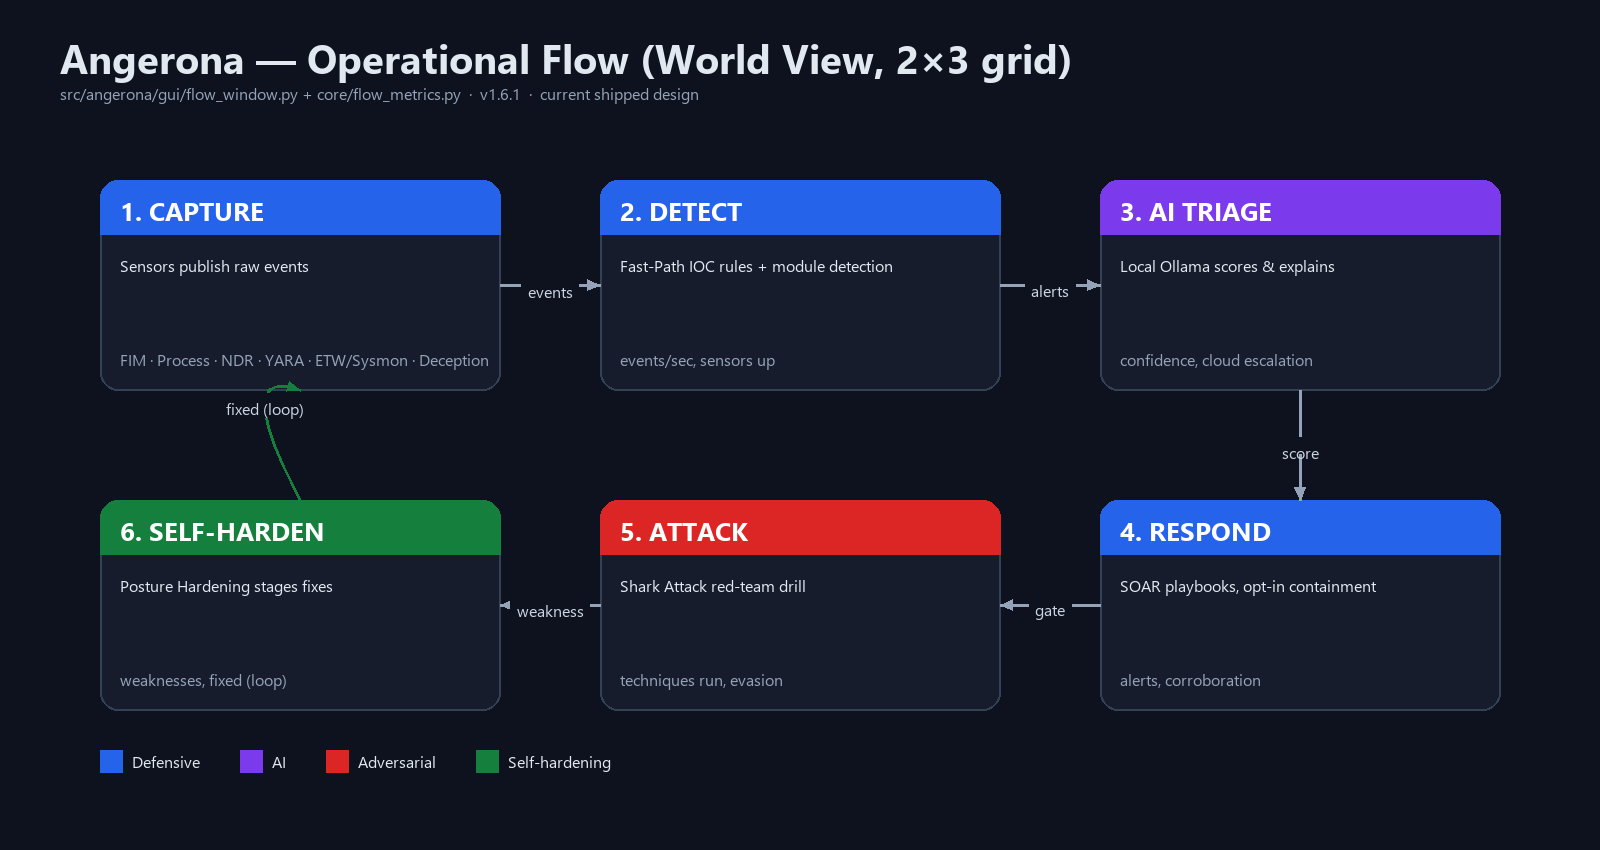 Angerona — Operational Flow (World View, 2×3 grid)
src/angerona/gui/flow_window.py + core/flow_metrics.py · v1.6.1 · current shipped design
1. CAPTURE
Sensors publish raw events
FIM · Process · NDR · YARA · ETW/Sysmon · Deception
events
2. DETECT
Fast-Path IOC rules + module detection
events/sec, sensors up
alerts
3. AI TRIAGE
Local Ollama scores & explains
confidence, cloud escalation
score
4. RESPOND
SOAR playbooks, opt-in containment
alerts, corroboration
gate
5. ATTACK
Shark Attack red-team drill
techniques run, evasion
weakness
6. SELF-HARDEN
Posture Hardening stages fixes
weaknesses, fixed (loop)
fixed (loop)
Defensive
AI
Adversarial
Self-hardening